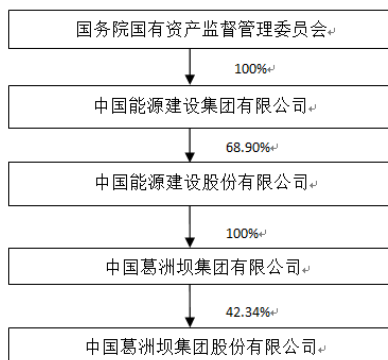 国务院国有资产监督管理委员会
100%
中国能源建设集团有限公司
68.90%
中国能源建设股份有限公司
100%
中国葛洲坝集团有限公司
42.34%
中国葛洲坝集团股份有限公司